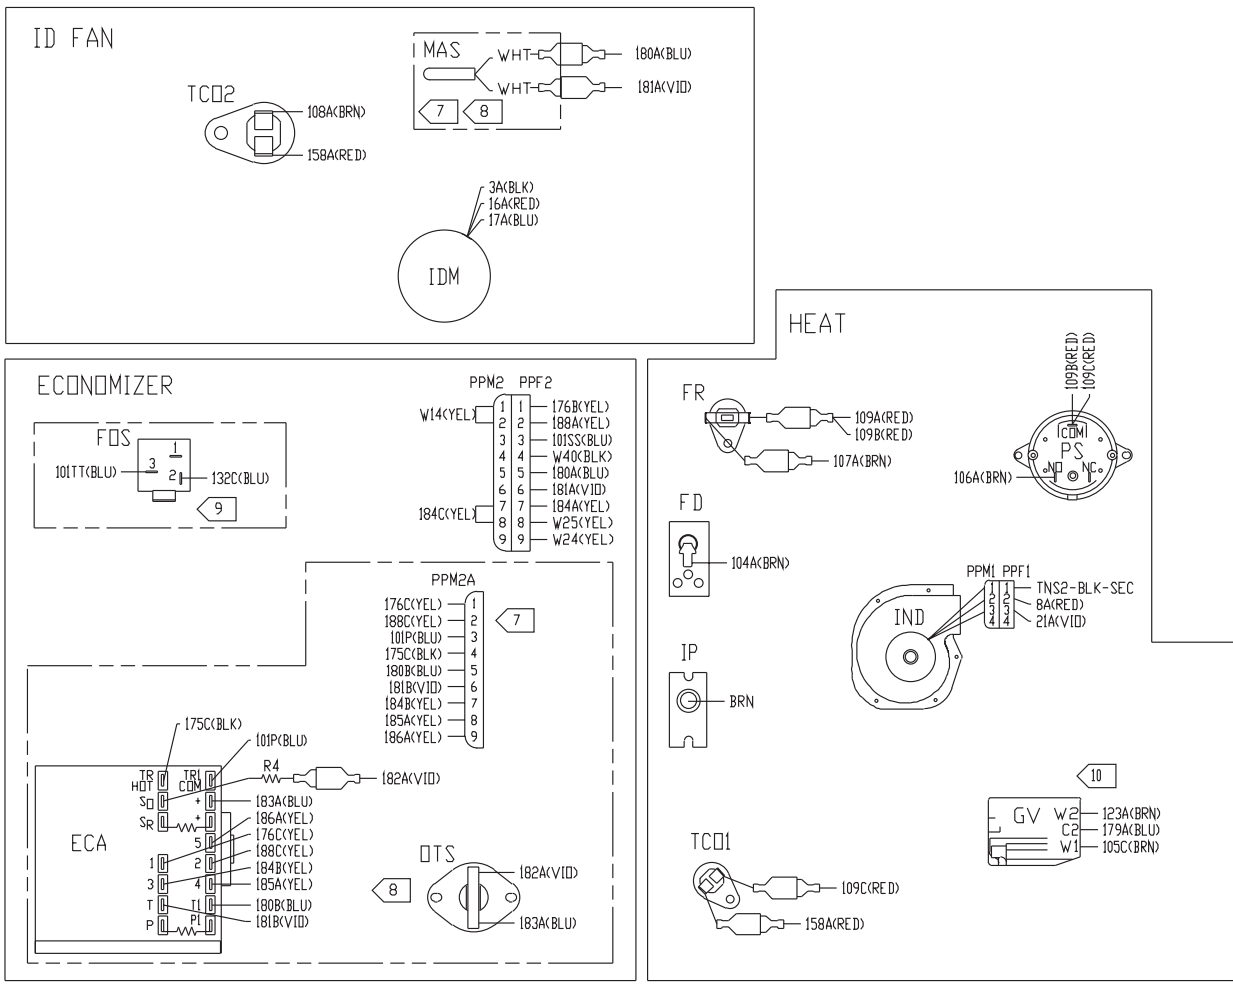 ID FAN
TCO2
108A(BRN)
158A(RED)
MAS
WHT
180A(BLU)
WHT
181A(VIO)
7
8
3A(BLK)
16A(RED)
17A(BLU)
IDM
ECONOMIZER
FOS
1
3
2
101TT(BLU)
132C(BLU)
9
PPM2 PPF2
W14(YEL)
184C(YEL)
1 1 176B(YEL)
2 2 188A(YEL)
3 3 101SS(BLU)
4 4 W40(BLK)
5 5 180A(BLU)
6 6 181A(VIO)
7 7 184A(YEL)
8 8 W25(YEL)
9 9 W24(YEL)
PPM2A
176C(YEL) 1
188C(YEL) 2
101P(BLU) 3
175C(BLK) 4
180B(BLU) 5
181B(VIO) 6
184B(YEL) 7
185A(YEL) 8
186A(YEL) 9
7
175C(BLK)
101P(BLU)
R4
182A(VIO)
183A(BLU)
186A(YEL)
176C(YEL)
188C(YEL)
184B(YEL)
185A(YEL)
180B(BLU)
181B(VIO)
ECA
TR TR1
HOT COM
SO +
SR +
5
1 2
3 4
T T1
P P1
OTS
8
182A(VIO)
183A(BLU)
HEAT
FR
109A(RED)
109B(RED)
107A(BRN)
109B(RED)
109C(RED)
COM
PS
NO NC
106A(BRN)
FD
104A(BRN)
IP
BRN
IND
PPM1 PPF1
1 1 TNS2-BLK-SEC
2 2 8A(RED)
3 3 21A(VIO)
4 4
10
GV
W2 123A(BRN)
C2 179A(BLU)
W1 105C(BRN)
TCO1
109C(RED)
158A(RED)